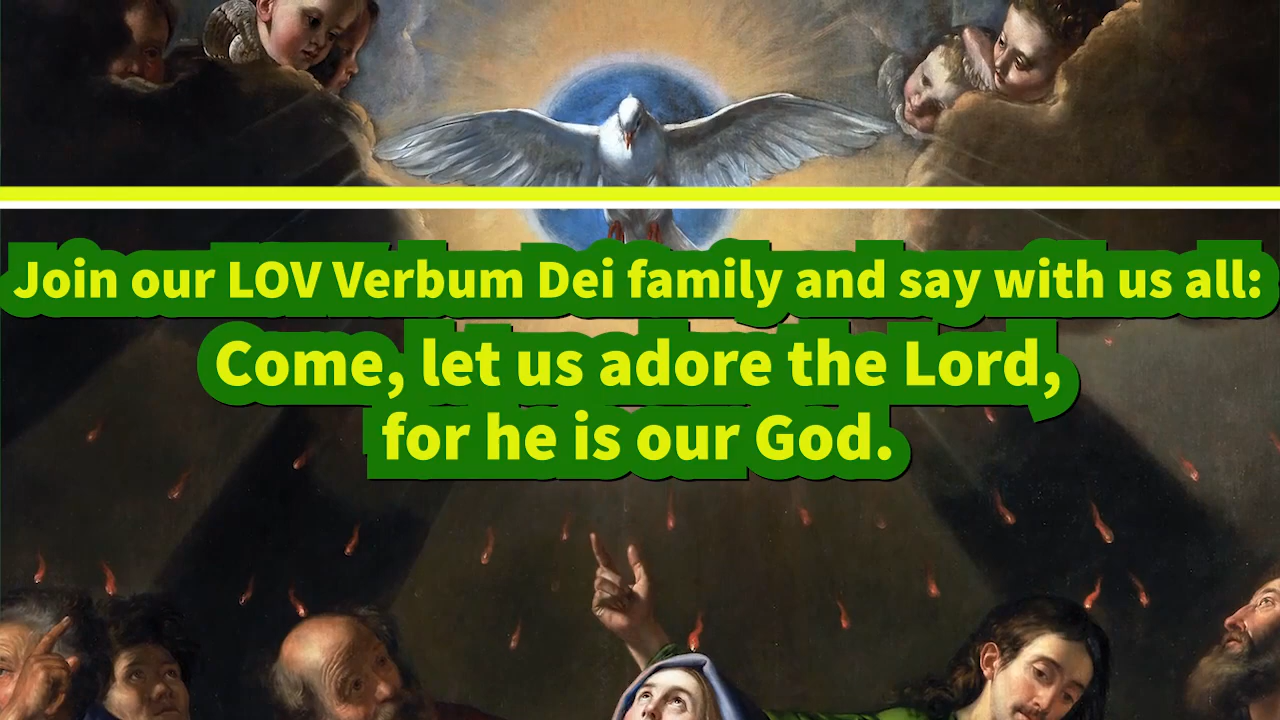 Join our LOV Verbum Dei family and say with us all:
Come, let us adore the Lord,
for he is our God.